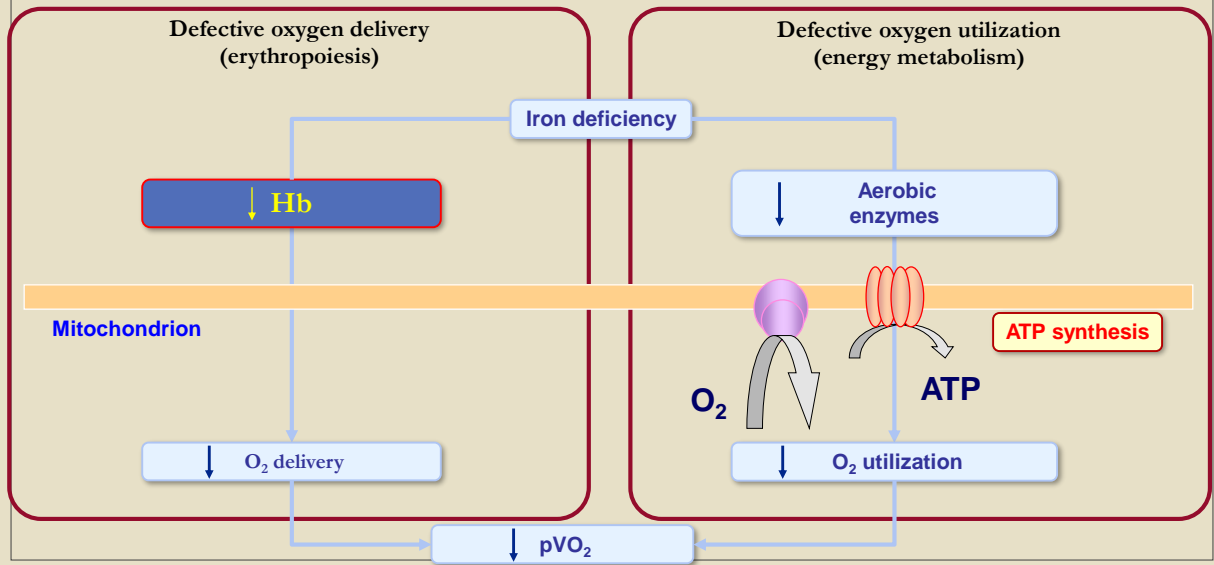 Defective oxygen delivery
(erythropoiesis)
Defective oxygen utilization
(energy metabolism)
Iron deficiency
↓ Hb
↓ Aerobic
enzymes
Mitochondrion
ATP synthesis
O₂
ATP
↓ O₂ delivery
↓ O₂ utilization
↓ pVO₂